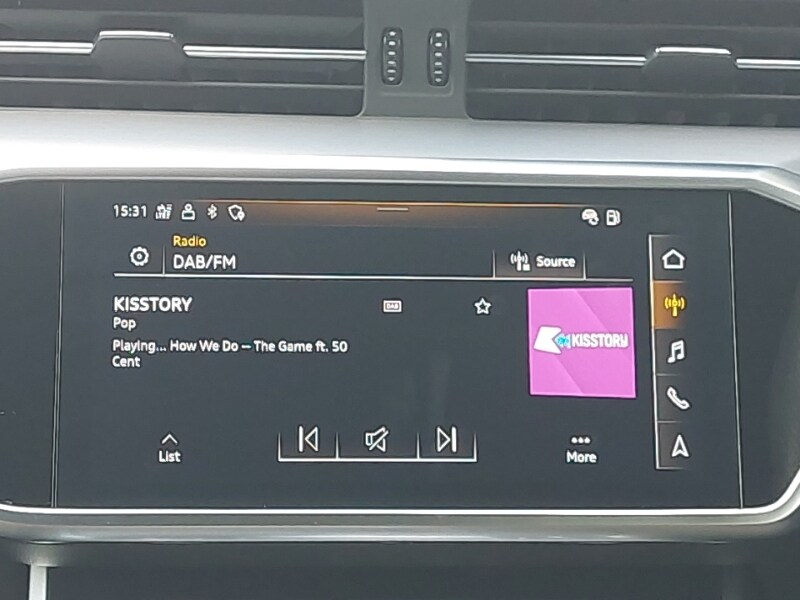 15:31
Radio
DAB/FM
Source
KISSTORY
DAB
Pop
Playing... How We Do – The Game ft. 50
Cent
KISSTORY
List
More